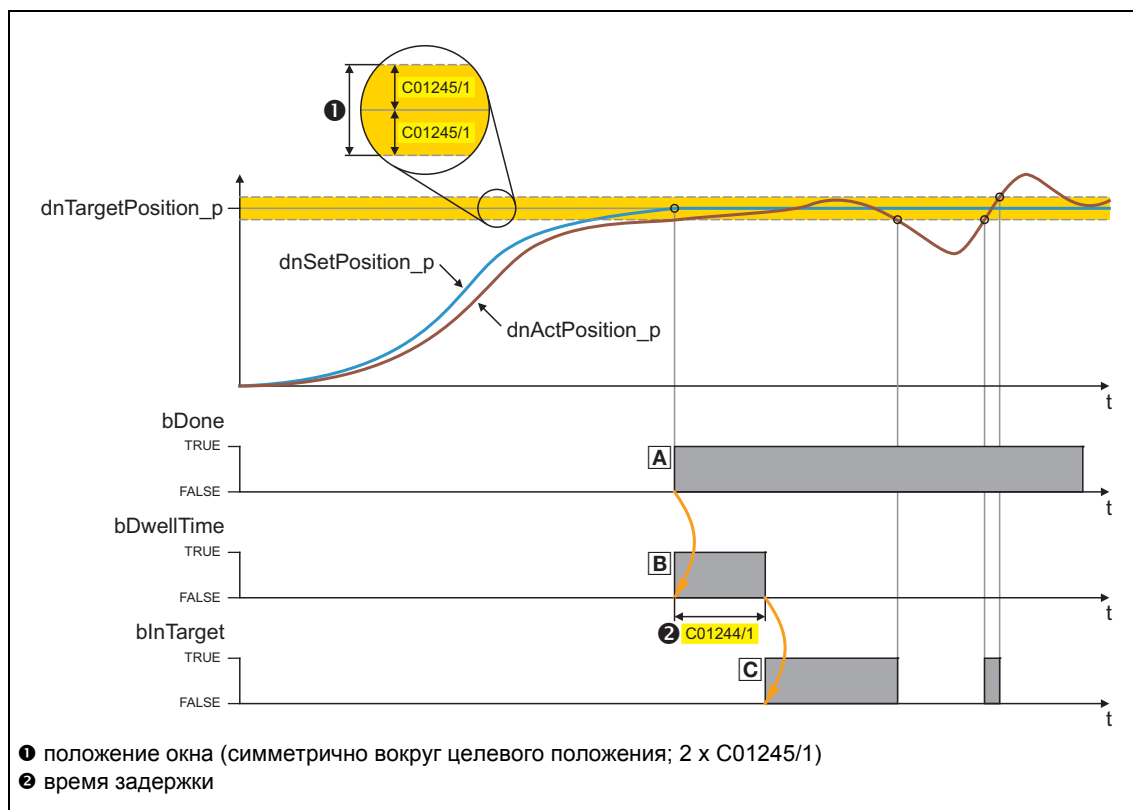 C01245/1
❶
C01245/1
dnTargetPosition_p
dnSetPosition_p
dnActPosition_p
t
bDone
TRUE
A
FALSE
t
bDwellTime
TRUE
B
FALSE
t
bInTarget
❷ C01244/1
TRUE
C
FALSE
t
❶ положение окна (симметрично вокруг целевого положения; 2 x C01245/1)
❷ время задержки